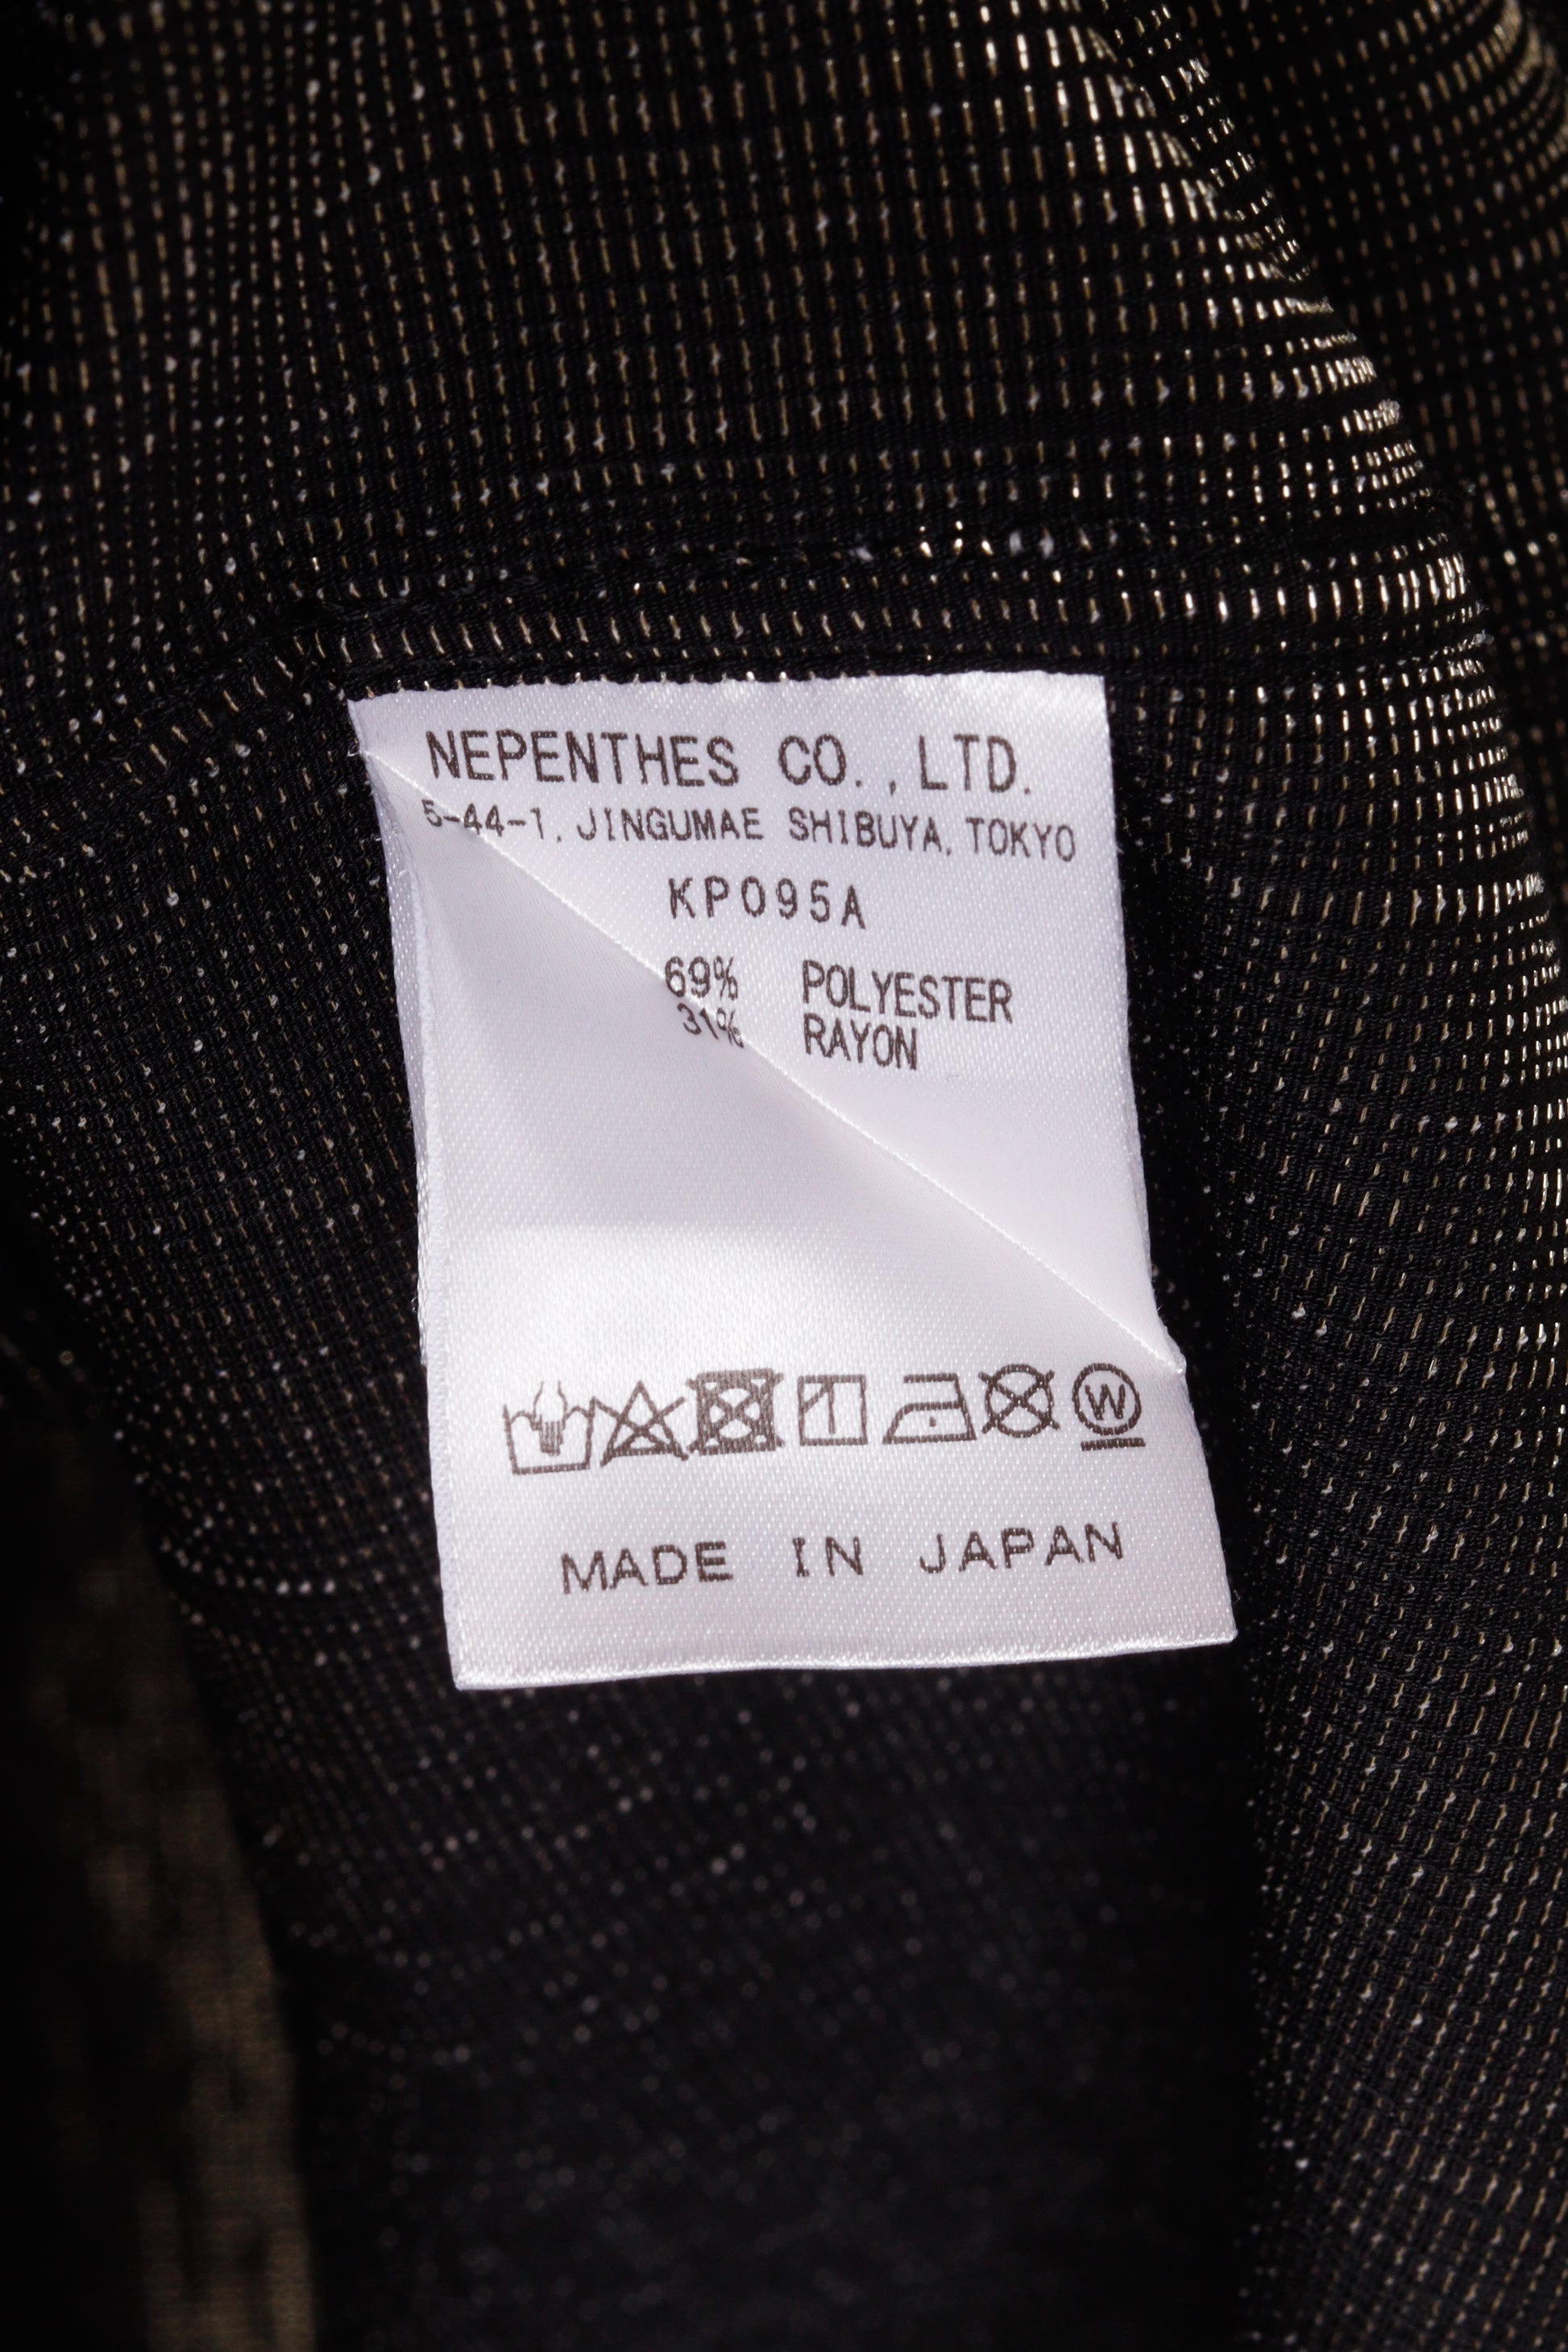 NEPENTHES CO.,LTD.
5-44-1, JINGUMAE SHIBUYA, TOKYO
KP095A
69% POLYESTER
31% RAYON
W
MADE IN JAPAN